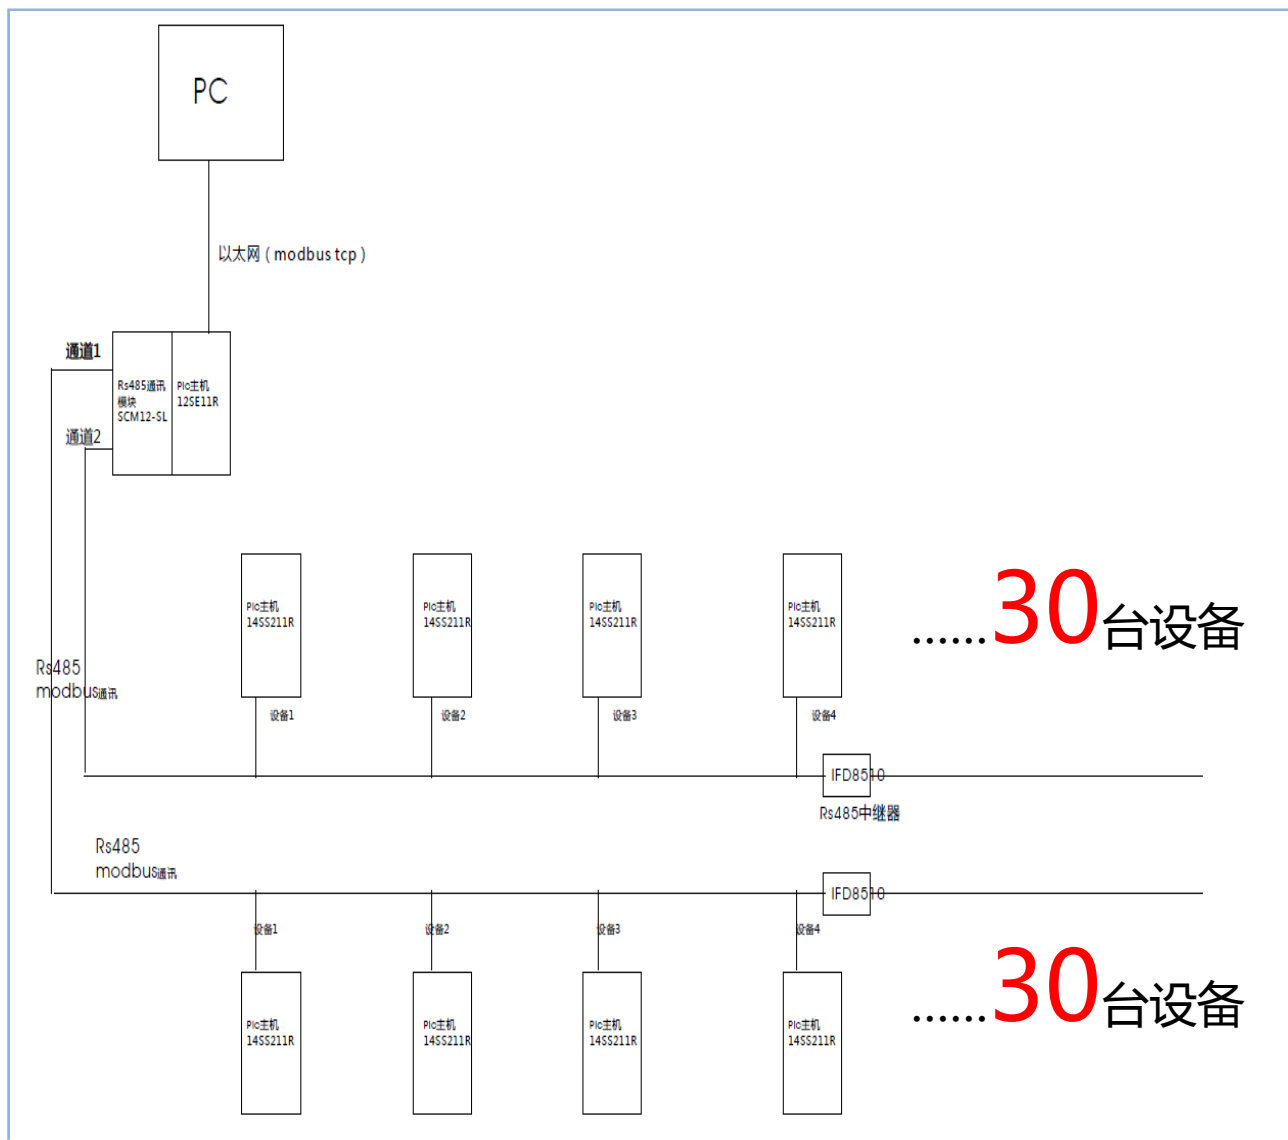 PC
以太网 ( modbus tcp )
通道1
Rs485通讯
模块
SCM12-SL
Plc主机
12SE11R
通道2
Plc主机
14SS211R
Plc主机
14SS211R
Plc主机
14SS211R
Plc主机
14SS211R
......30台设备
Rs485
modbus通讯
设备1
设备2
设备3
设备4
IFD8510
Rs485中继器
Rs485
modbus通讯
IFD8510
设备1
设备2
设备3
设备4
......30台设备
Plc主机
14SS211R
Plc主机
14SS211R
Plc主机
14SS211R
Plc主机
14SS211R